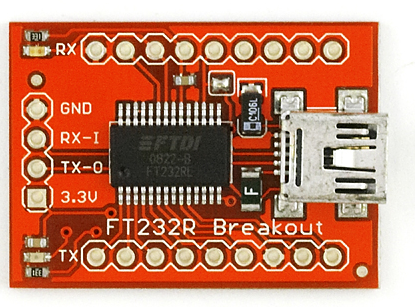 RX
GND
RX-I
TX-O
3.3V
TX
FTDI
0822-B
FT232RL
C106L
F
FT232R Breakout